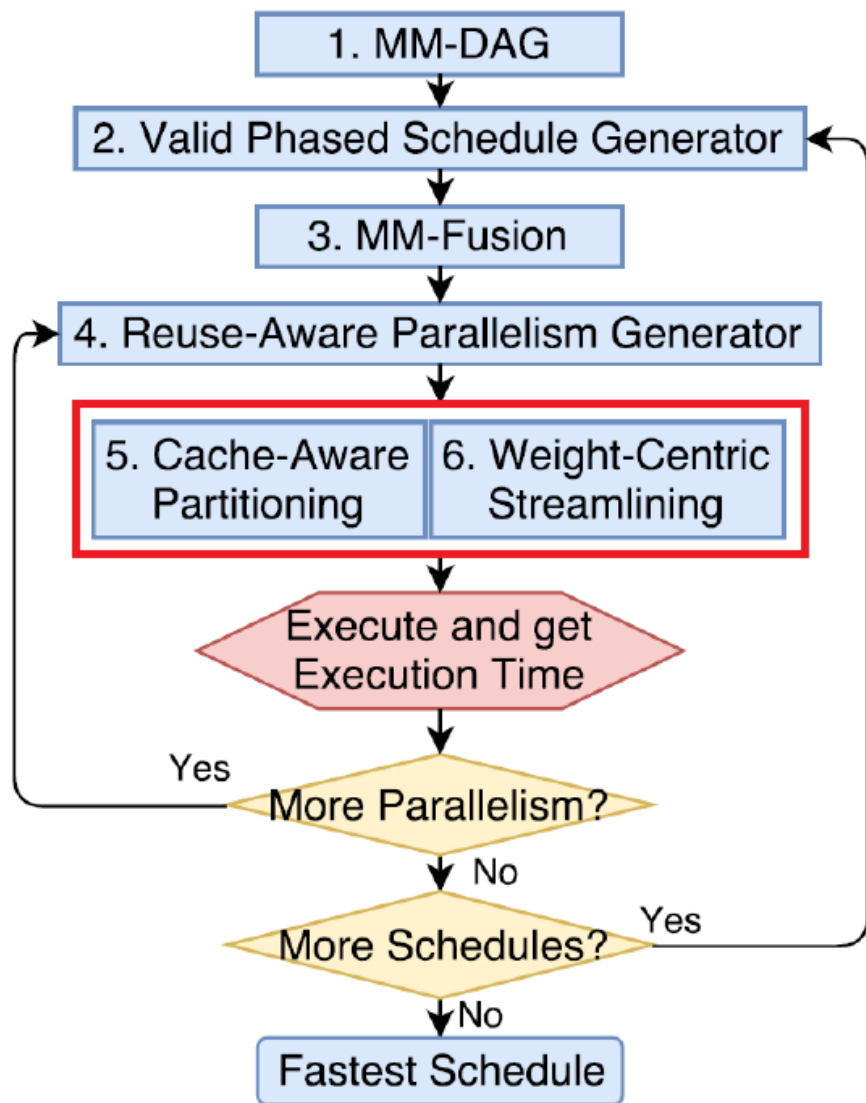 1. MM-DAG
2. Valid Phased Schedule Generator
3. MM-Fusion
4. Reuse-Aware Parallelism Generator
5. Cache-Aware
Partitioning
6. Weight-Centric
Streamlining
Execute and get
Execution Time
Yes
More Parallelism?
No
More Schedules?
Yes
No
Fastest Schedule